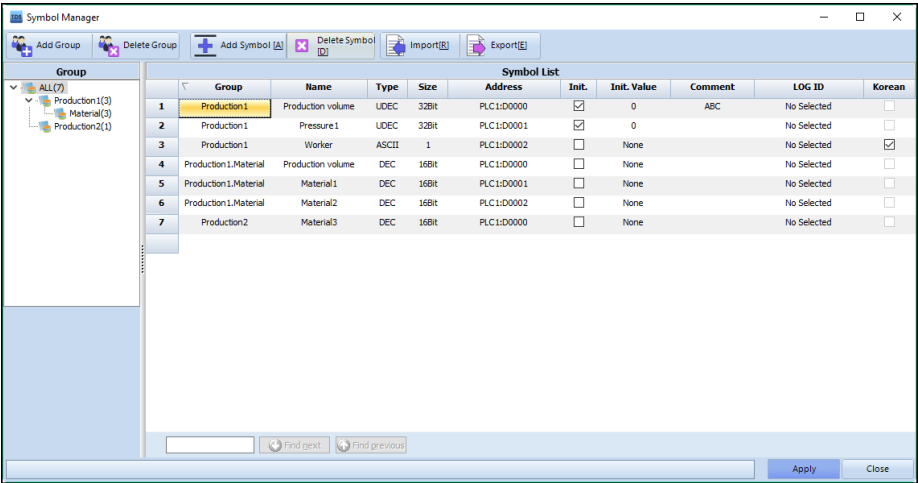 Symbol Manager
Add Group Delete Group Add Symbol [A] Delete Symbol [D] Import[R] Export[E]
Group Symbol List
ALL(7)
Production1(3)
Material(3)
Production2(1)
Group Name Type Size Address Init. Init. Value Comment LOG ID Korean
1 Production1 Production volume UDEC 32Bit PLC1:D0000 0 ABC No Selected
2 Production1 Pressure1 UDEC 32Bit PLC1:D0001 0 No Selected
3 Production1 Worker ASCII 1 PLC1:D0002 None No Selected
4 Production1.Material Production volume DEC 16Bit PLC1:D0000 None No Selected
5 Production1.Material Material1 DEC 16Bit PLC1:D0001 None No Selected
6 Production1.Material Material2 DEC 16Bit PLC1:D0002 None No Selected
7 Production2 Material3 DEC 16Bit PLC1:D0000 None No Selected
Find next Find previous
Apply Close